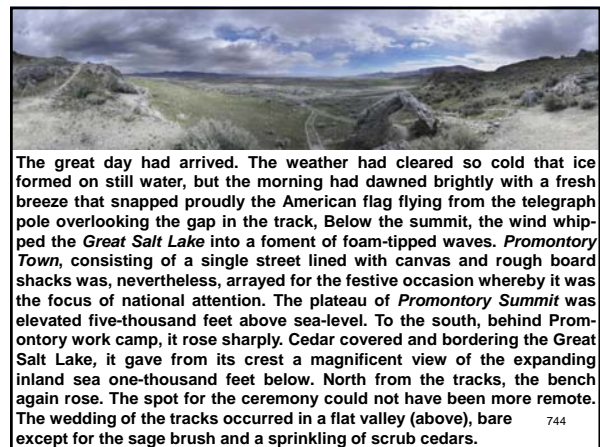 The great day had arrived. The weather had cleared so cold that ice
formed on still water, but the morning had dawned brightly with a fresh
breeze that snapped proudly the American flag flying from the telegraph
pole overlooking the gap in the track, Below the summit, the wind whip-
ped the Great Salt Lake into a foment of foam-tipped waves. Promontory
Town, consisting of a single street lined with canvas and rough board
shacks was, nevertheless, arrayed for the festive occasion whereby it was
the focus of national attention. The plateau of Promontory Summit was
elevated five-thousand feet above sea-level. To the south, behind Prom-
ontory work camp, it rose sharply. Cedar covered and bordering the Great
Salt Lake, it gave from its crest a magnificent view of the expanding
inland sea one-thousand feet below. North from the tracks, the bench
again rose. The spot for the ceremony could not have been more remote.
The wedding of the tracks occurred in a flat valley (above), bare
except for the sage brush and a sprinkling of scrub cedars.
744